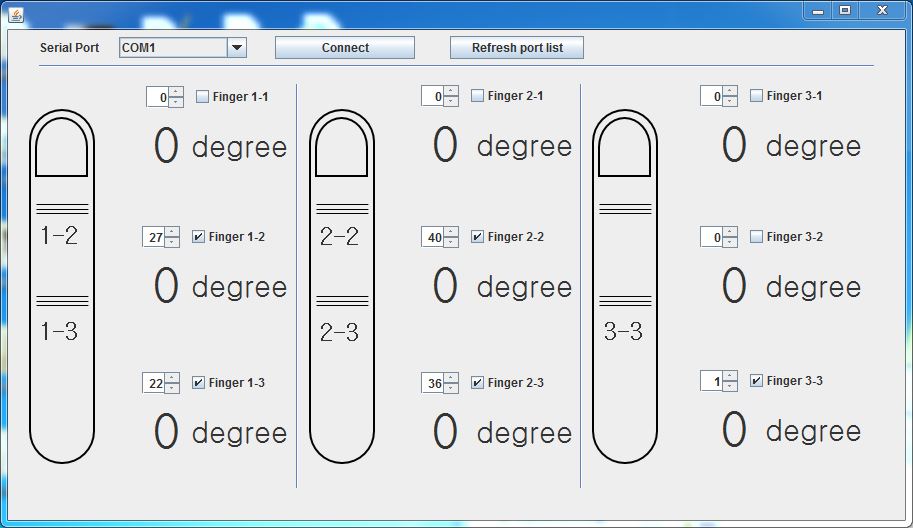 Serial Port COM1 Connect Refresh port list
0 Finger 1-1
0 degree
1-2
27 Finger 1-2
0 degree
1-3
22 Finger 1-3
0 degree
0 Finger 2-1
0 degree
2-2
40 Finger 2-2
0 degree
2-3
36 Finger 2-3
0 degree
0 Finger 3-1
0 degree
0 Finger 3-2
0 degree
3-3
1 Finger 3-3
0 degree